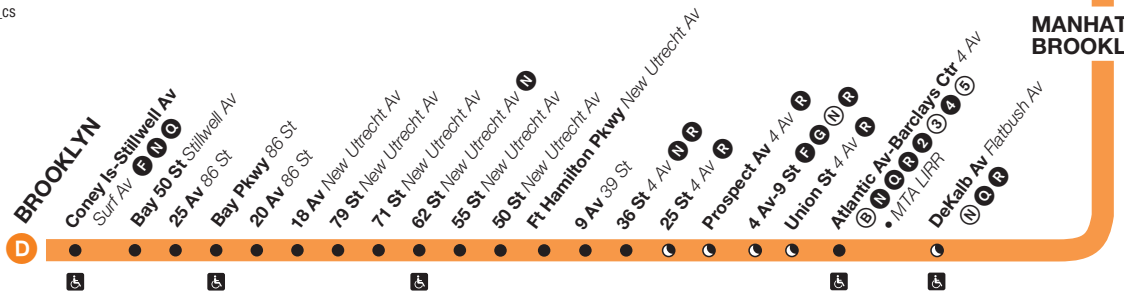 _cs
MANHAT
BROOKL
BROOKLYN
Coney Is-Stillwell Av
Surf Av F N Q
Bay 50 St Stillwell Av
25 Av 86 St
Bay Pkwy 86 St
20 Av 86 St
18 Av New Utrecht Av
79 St New Utrecht Av
71 St New Utrecht Av
62 St New Utrecht Av N
55 St New Utrecht Av
50 St New Utrecht Av
Ft Hamilton Pkwy New Utrecht Av
9 Av 39 St
36 St 4 Av N R
25 St 4 Av R
Prospect Av 4 Av R
4 Av-9 St F G N R
Union St 4 Av R
Atlantic Av-Barclays Ctr 4 Av
B N Q R 2 3 4 5
• MTA LIRR
DeKalb Av Flatbush Av
N Q R
D